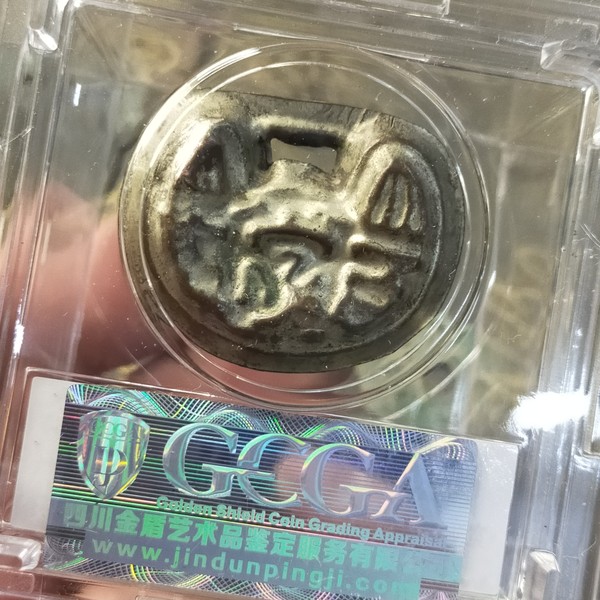 GCGA
Golden Shield Coin Grading Appraisal
四川金盾艺术品鉴定服务有限
www.jindunpingji.com